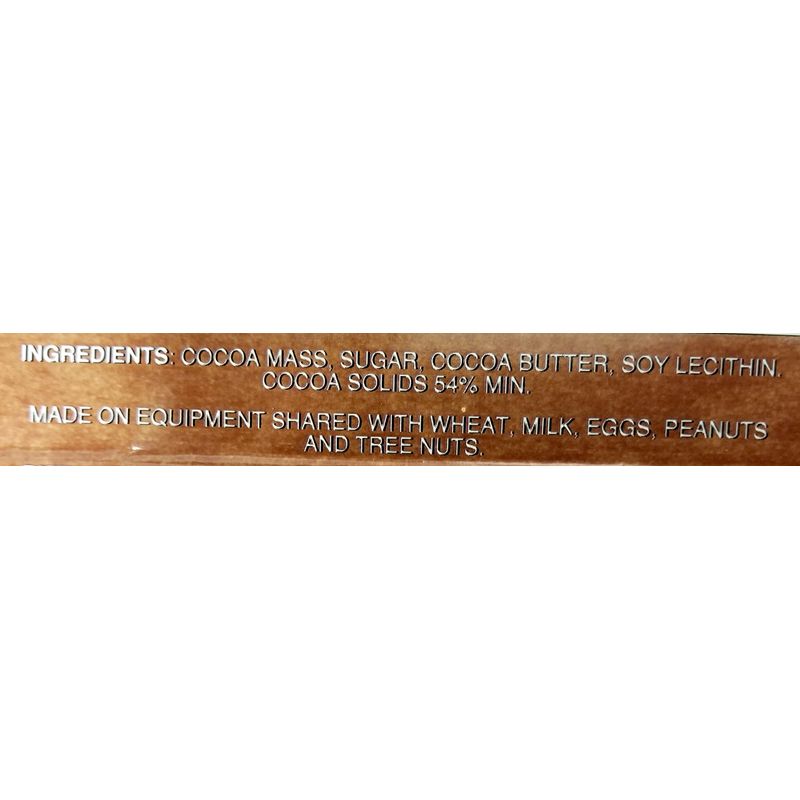 INGREDIENTS: COCOA MASS, SUGAR, COCOA BUTTER, SOY LECITHIN.
COCOA SOLIDS 54% MIN.
MADE ON EQUIPMENT SHARED WITH WHEAT, MILK, EGGS, PEANUTS
AND TREE NUTS.